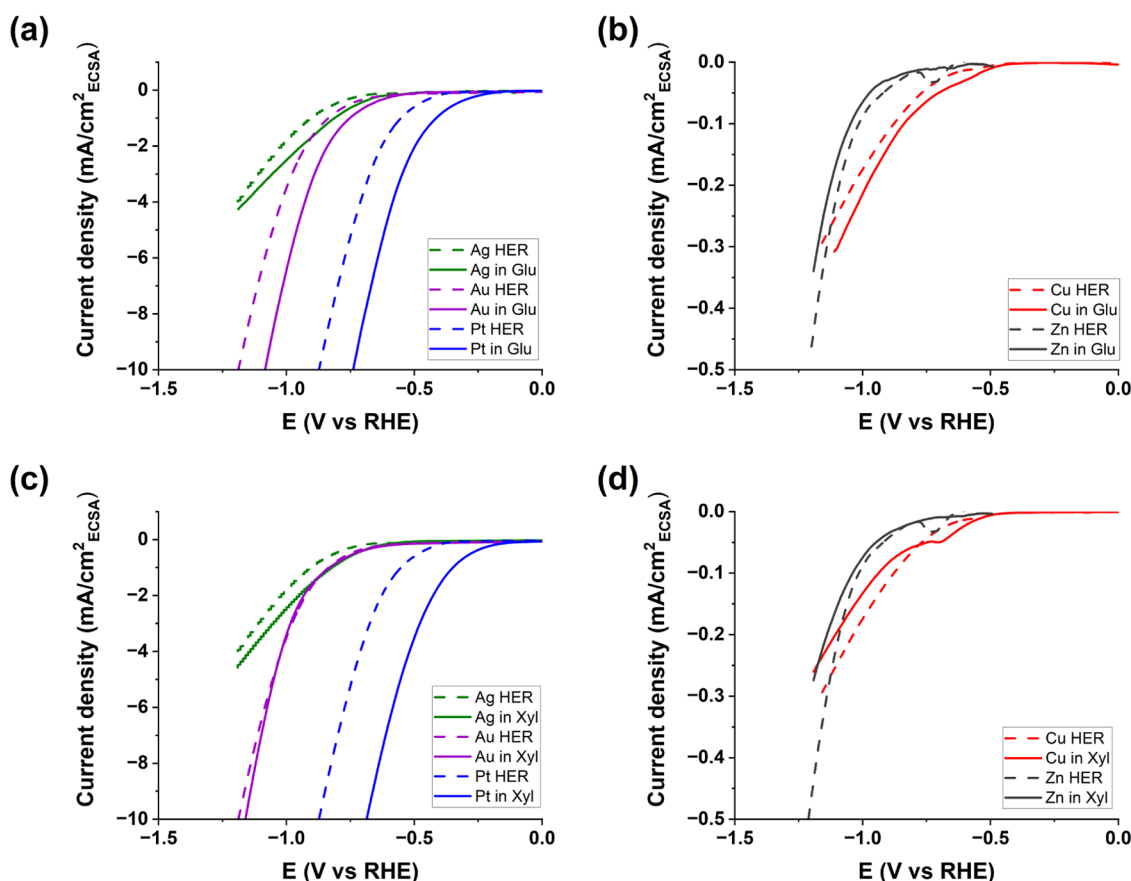 (a)
Current density (mA/cm²ECSA)
0
−2
−4
−6
−8
−10
−1.5
−1.0
−0.5
0.0
E (V vs RHE)
Ag HER
Ag in Glu
Au HER
Au in Glu
Pt HER
Pt in Glu
(b)
Current density (mA/cm²ECSA)
0.0
−0.1
−0.2
−0.3
−0.4
−0.5
−1.5
−1.0
−0.5
0.0
E (V vs RHE)
Cu HER
Cu in Glu
Zn HER
Zn in Glu
(c)
Current density (mA/cm²ECSA)
0
−2
−4
−6
−8
−10
−1.5
−1.0
−0.5
0.0
E (V vs RHE)
Ag HER
Ag in Xyl
Au HER
Au in Xyl
Pt HER
Pt in Xyl
(d)
Current density (mA/cm²ECSA)
0.0
−0.1
−0.2
−0.3
−0.4
−0.5
−1.5
−1.0
−0.5
0.0
E (V vs RHE)
Cu HER
Cu in Xyl
Zn HER
Zn in Xyl